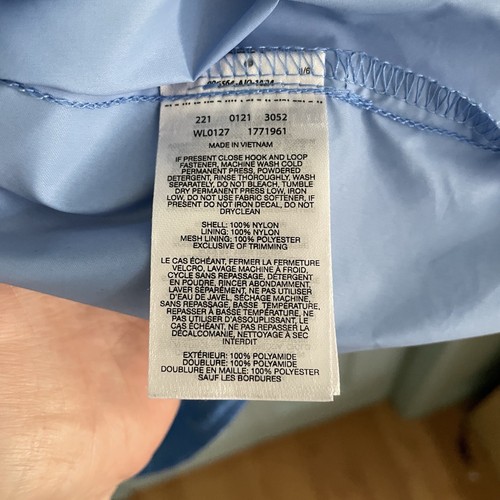 1/6
221 0121 3052
WL0127 1771961
MADE IN VIETNAM
IF PRESENT CLOSE HOOK AND LOOP
FASTENER, MACHINE WASH COLD
PERMANENT PRESS, POWDERED
DETERGENT, RINSE THOROUGHLY, WASH
SEPARATELY, DO NOT BLEACH, TUMBLE
DRY PERMANENT PRESS LOW, IRON
LOW, DO NOT USE FABRIC SOFTENER, IF
PRESENT DO NOT IRON DECAL, DO NOT
DRYCLEAN
SHELL: 100% NYLON
LINING: 100% NYLON
MESH LINING: 100% POLYESTER
EXCLUSIVE OF TRIMMING
LE CAS ÉCHÉANT, FERMER LA FERMETURE
VELCRO, LAVAGE MACHINE À FROID,
CYCLE SANS REPASSAGE, DÉTERGENT
EN POUDRE, RINCER ABONDAMMENT,
LAVER SÉPARÉMENT, NE PAS UTILISER
D'EAU DE JAVEL, SÉCHAGE MACHINE,
SANS REPASSAGE, BASSE TEMPÉRATURE,
REPASSER À BASSE TEMPÉRATURE, NE
PAS UTILISER D'ASSOUPLISSANT, LE
CAS ÉCHÉANT, NE PAS REPASSER LA
DÉCALCOMANIE, NETTOYAGE À SEC
INTERDIT
EXTÉRIEUR: 100% POLYAMIDE
DOUBLURE: 100% POLYAMIDE
DOUBLURE EN MAILLE: 100% POLYESTER
SAUF LES BORDURES